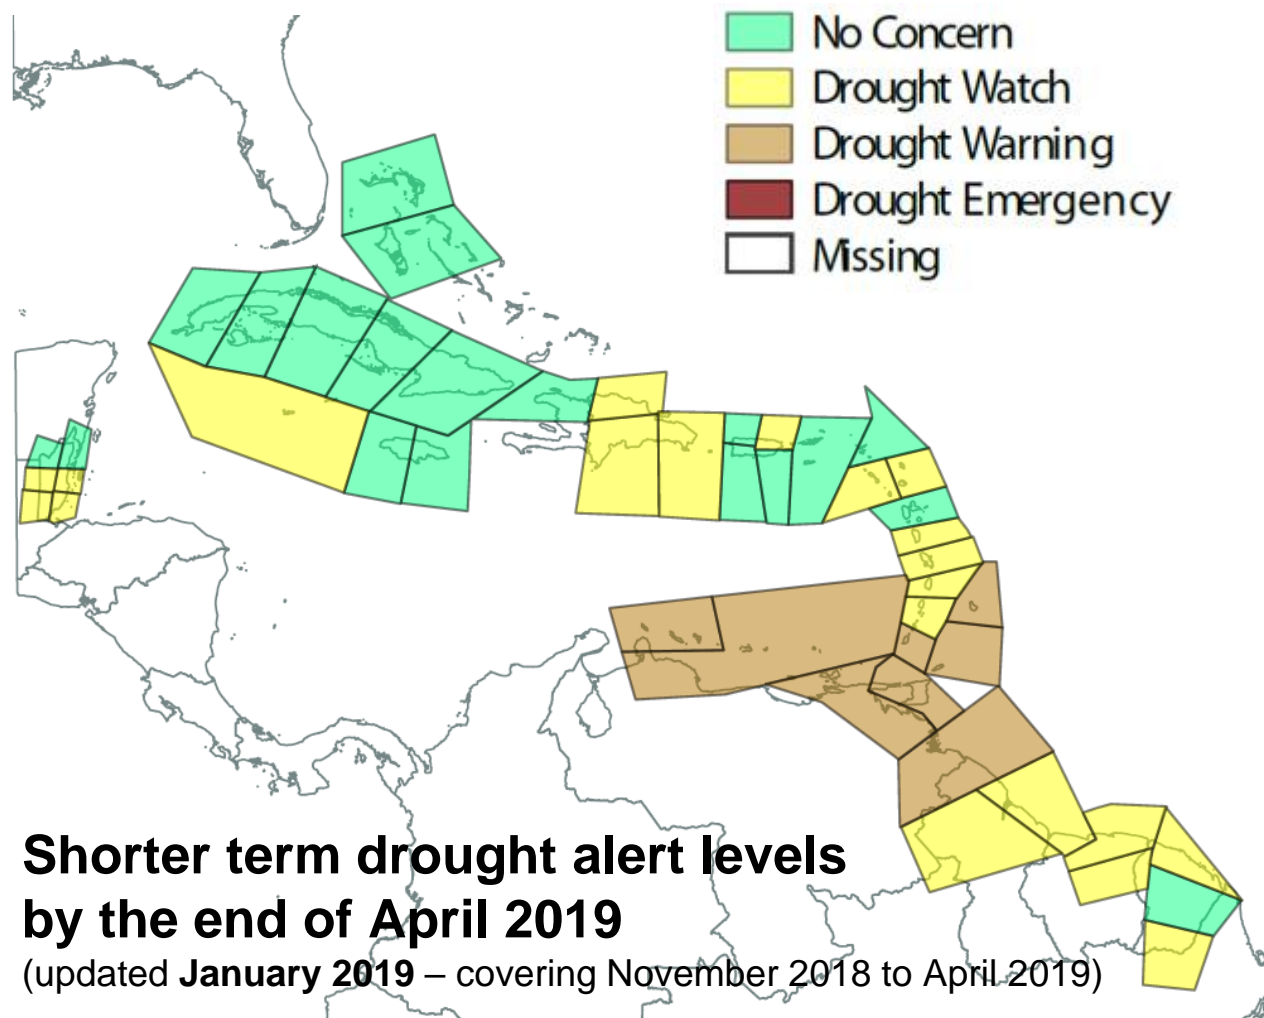 No Concern
Drought Watch
Drought Warning
Drought Emergency
Missing
Shorter term drought alert levels
by the end of April 2019
(updated January 2019 – covering November 2018 to April 2019)